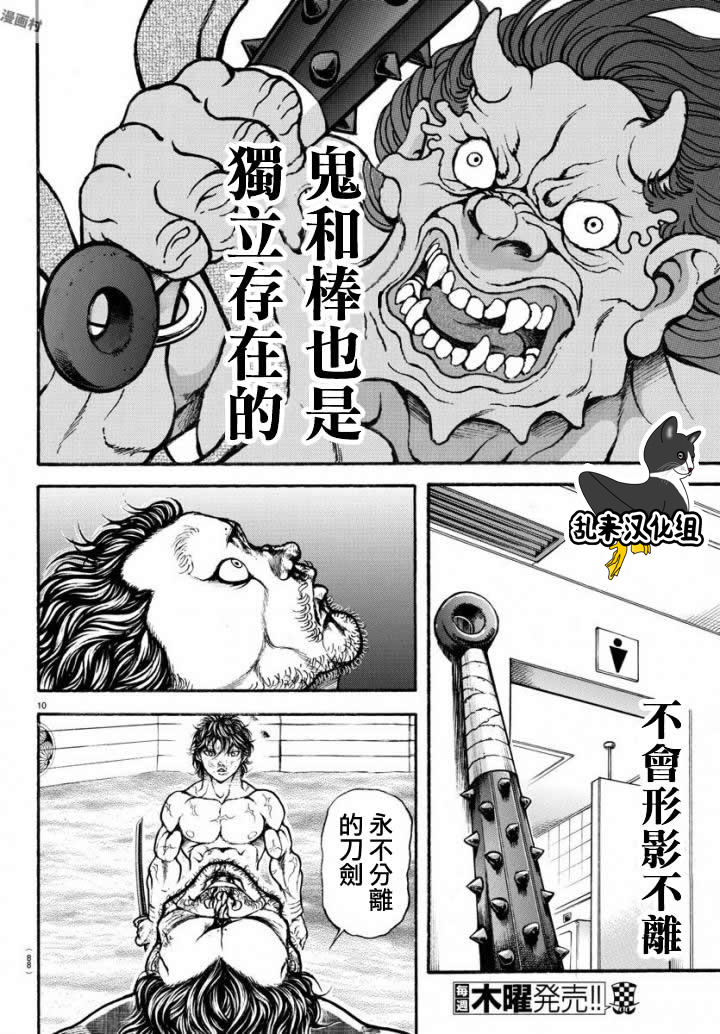 漫画村
鬼和棒也是
獨立存在的
乱来汉化组
不會形影不離
10
永不分離
的刀劍
(88)
毎週木曜発売!!